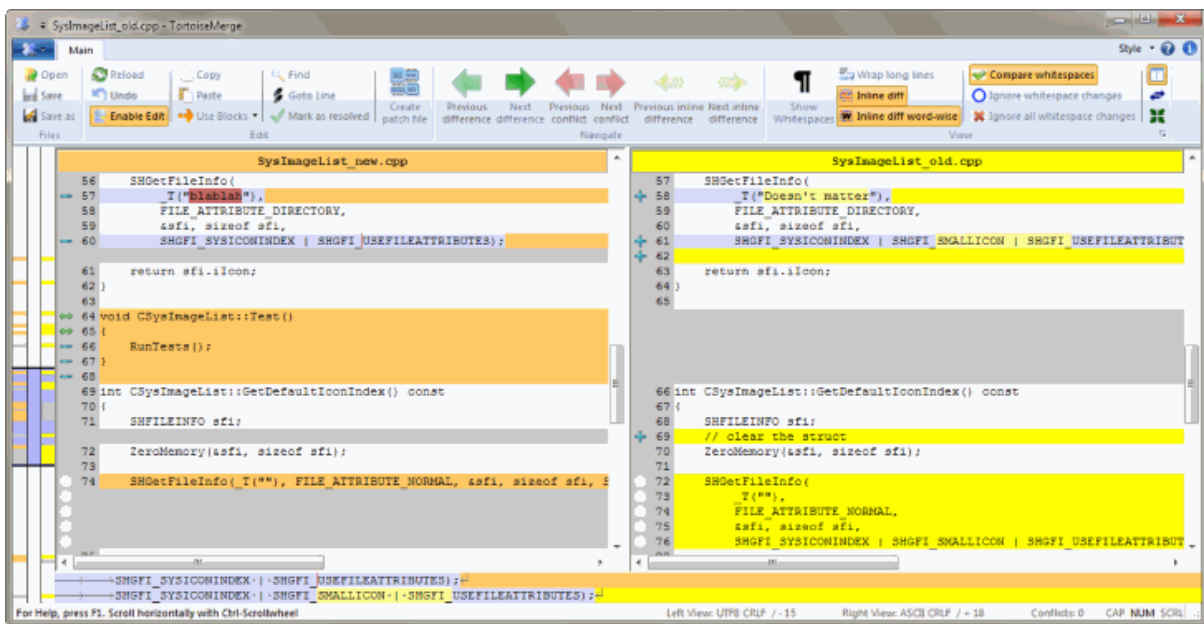 SysImageList_old.cpp - TortoiseMerge
Main
Style
Open
Save
Save as
Files
Reload
Undo
Enable Edit
Copy
Paste
Use Blocks
Find
Goto Line
Mark as resolved
Edit
Create patch file
Previous difference
Next difference
Previous conflict
Next conflict
Previous inline difference
Next inline difference
Navigate
Show Whitespaces
Wrap long lines
Inline diff
Inline diff word-wise
Compare whitespaces
Ignore whitespace changes
Ignore all whitespace changes
View
SysImageList_new.cpp
56 SHGetFileInfo(
57 _T("blablah"),
58 FILE_ATTRIBUTE_DIRECTORY,
59 &sfi, sizeof sfi,
60 SHGFI_SYSICONINDEX | SHGFI_USEFILEATTRIBUTES);
61 return sfi.iIcon;
62 }
63
64 void CSysImageList::Test()
65 {
66 RunTests();
67 }
68
69 int CSysImageList::GetDefaultIconIndex() const
70 {
71 SHFILEINFO sfi;
72 ZeroMemory(&sfi, sizeof sfi);
73
74 SHGetFileInfo(_T(""), FILE_ATTRIBUTE_NORMAL, &sfi, sizeof sfi, S
SysImageList_old.cpp
57 SHGetFileInfo(
58 _T("Doesn't matter"),
59 FILE_ATTRIBUTE_DIRECTORY,
60 &sfi, sizeof sfi,
61 SHGFI_SYSICONINDEX | SHGFI_SMALLICON | SHGFI_USEFILEATTRIBUT
62
63 return sfi.iIcon;
64 }
65
66 int CSysImageList::GetDefaultIconIndex() const
67 {
68 SHFILEINFO sfi;
69 // clear the struct
70 ZeroMemory(&sfi, sizeof sfi);
71
72 SHGetFileInfo(
73 _T(""),
74 FILE_ATTRIBUTE_NORMAL,
75 &sfi, sizeof sfi,
76 SHGFI_SYSICONINDEX | SHGFI_SMALLICON | SHGFI_USEFILEATTRIBUT
SHGFI_SYSICONINDEX·|·SHGFI_USEFILEATTRIBUTES);
SHGFI_SYSICONINDEX·|·SHGFI_SMALLICON·|·SHGFI_USEFILEATTRIBUTES);
For Help, press F1. Scroll horizontally with Ctrl-Scrollwheel
Left View: UTF8 CRLF / - 15
Right View: ASCII CRLF / + 18
Conflicts: 0
CAP NUM SCRL